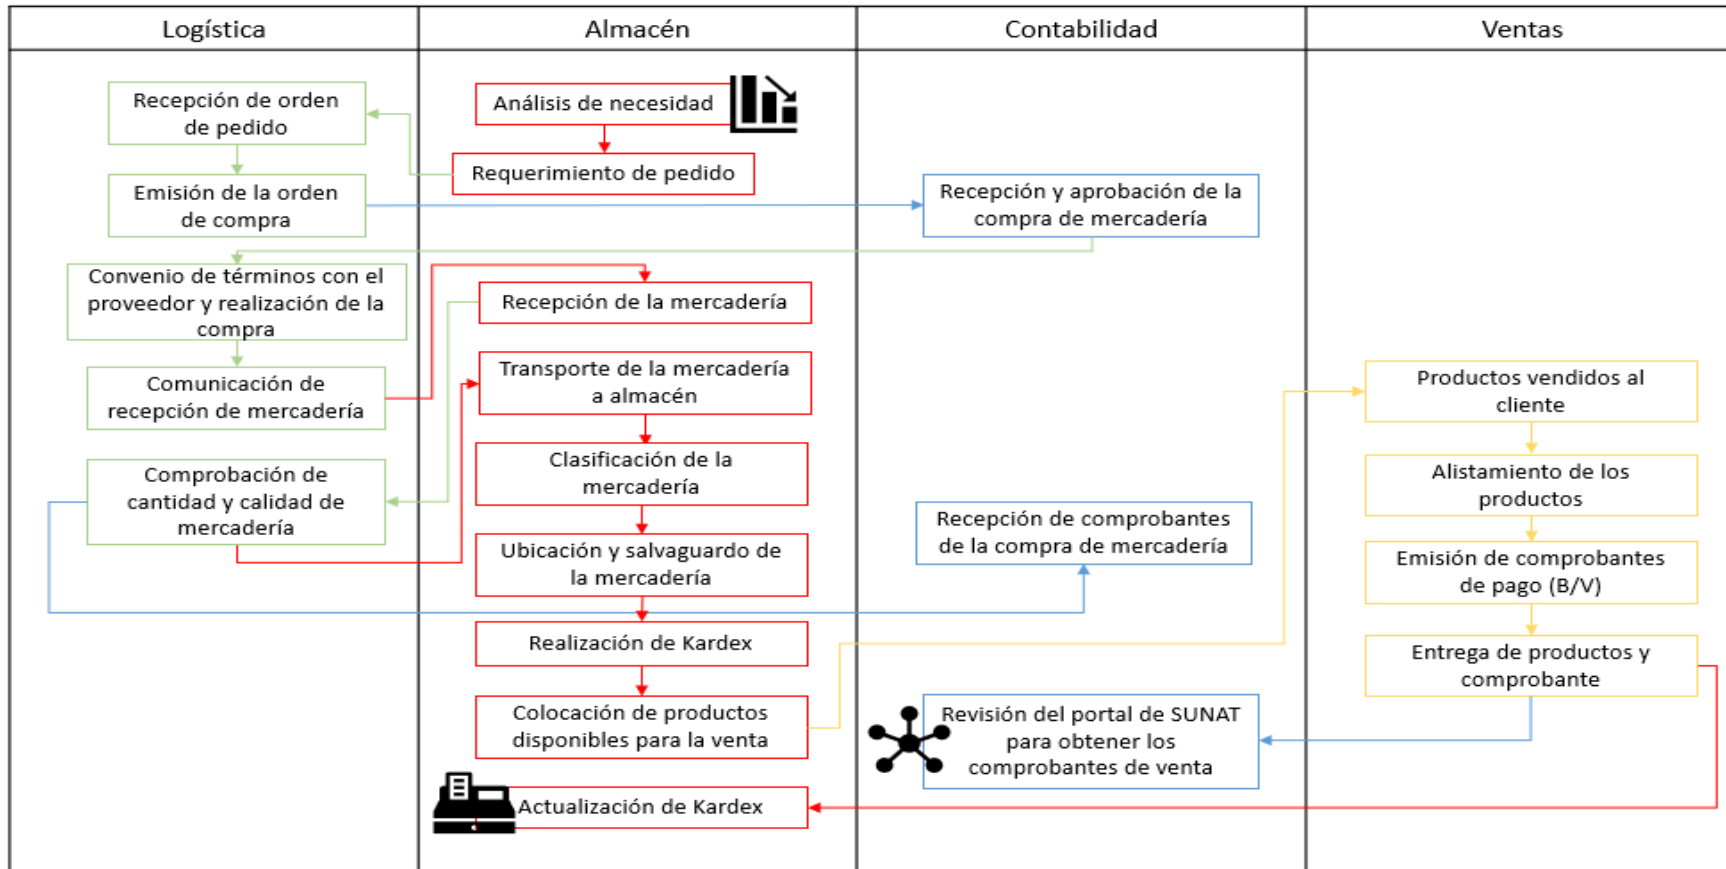 Logística
Almacén
Contabilidad
Ventas
Recepción de orden
de pedido
Emisión de la orden
de compra
Convenio de términos con el
proveedor y realización de la
compra
Comunicación de
recepción de mercadería
Comprobación de
cantidad y calidad de
mercadería
Análisis de necesidad
Requerimiento de pedido
Recepción de la mercadería
Transporte de la mercadería
a almacén
Clasificación de la
mercadería
Ubicación y salvaguardo de
la mercadería
Realización de Kardex
Colocación de productos
disponibles para la venta
Actualización de Kardex
Recepción y aprobación de la
compra de mercadería
Recepción de comprobantes
de la compra de mercadería
Revisión del portal de SUNAT
para obtener los
comprobantes de venta
Productos vendidos al
cliente
Alistamiento de los
productos
Emisión de comprobantes
de pago (B/V)
Entrega de productos y
comprobante